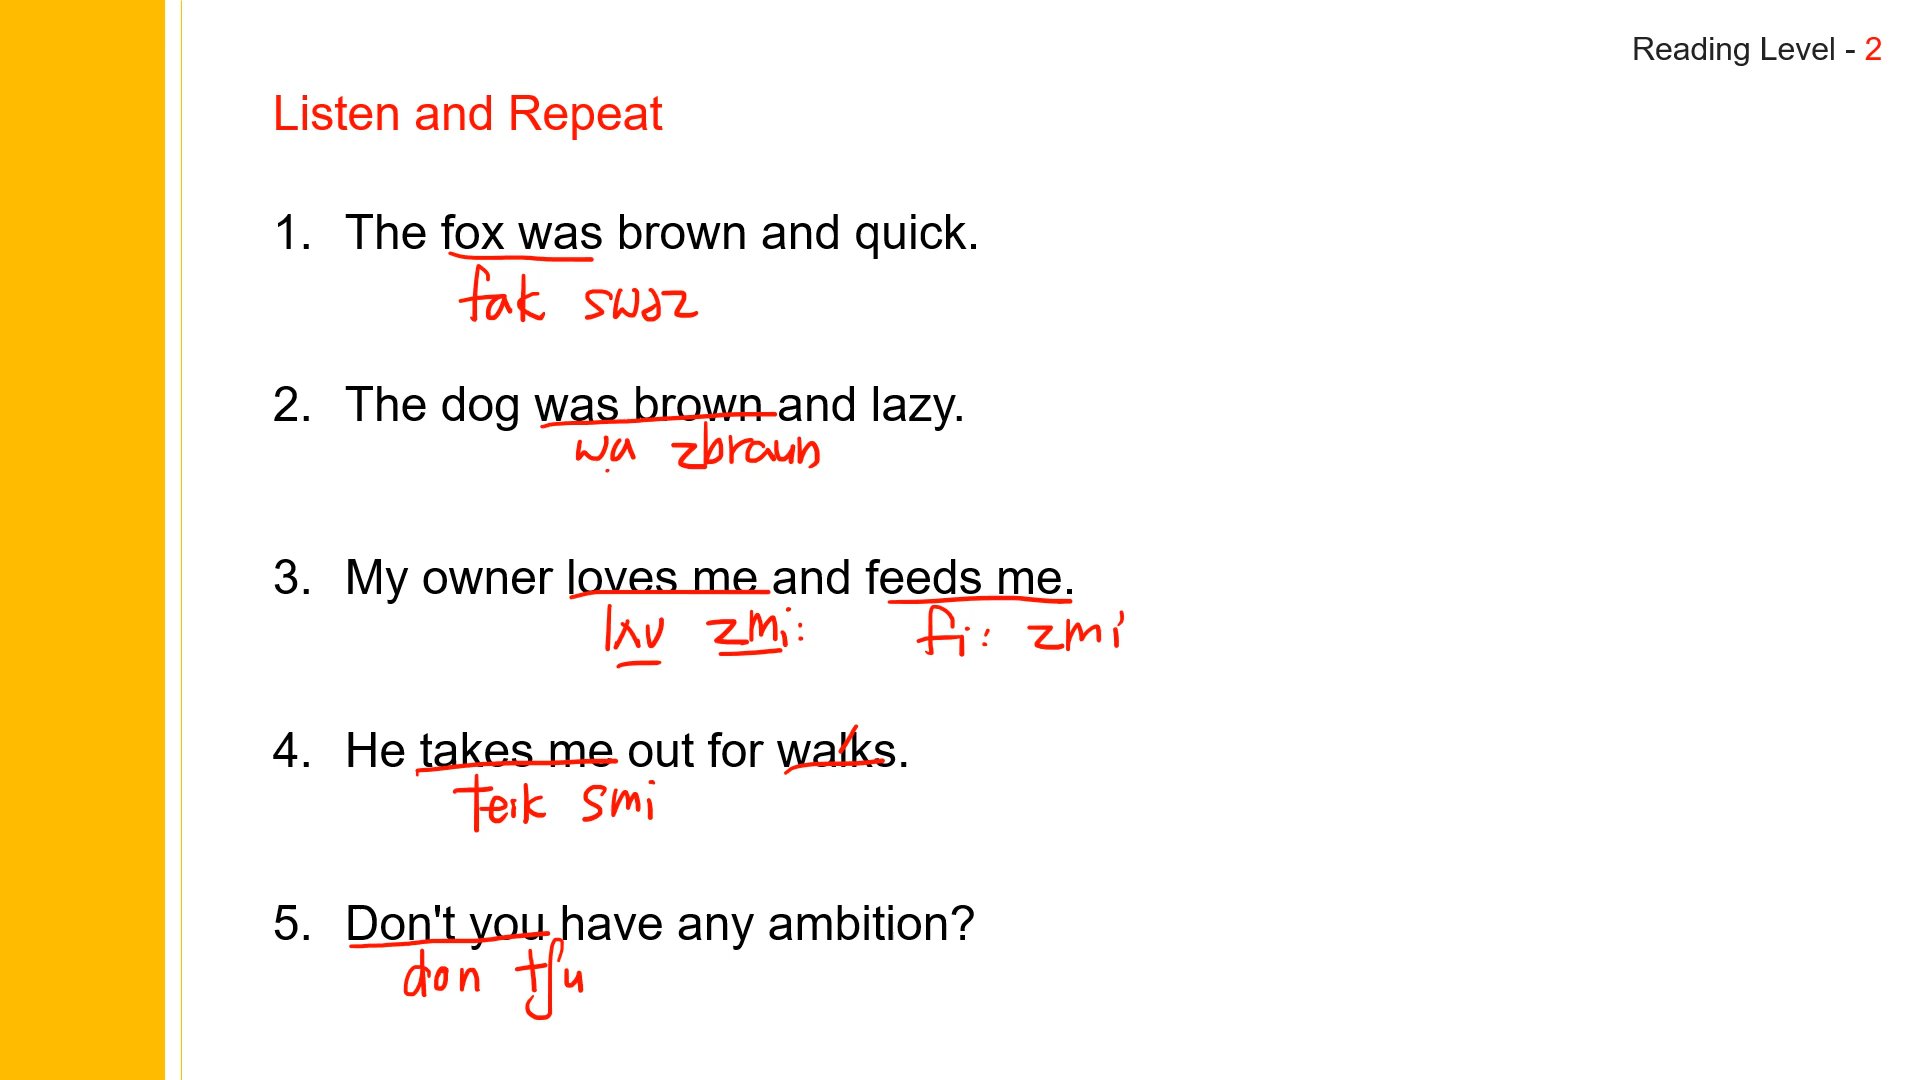 Reading Level - 2
Listen and Repeat
1. The fox was brown and quick.
fak swəz
2. The dog was brown and lazy.
wa zbraun
3. My owner loves me and feeds me.
lʌv zmi: fi: zmi
4. He takes me out for walks.
teik smi
5. Don't you have any ambition?
don tʃu